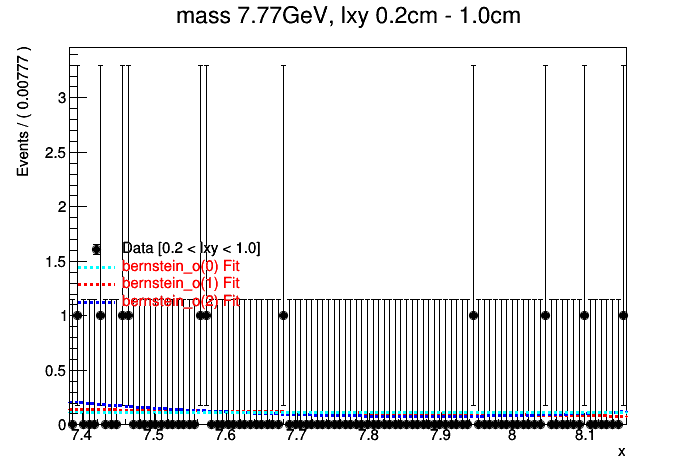 mass 7.77GeV, lxy 0.2cm - 1.0cm
Events / ( 0.00777 )
3
2.5
2
1.5
1
0.5
0
Data [0.2 < lxy < 1.0]
bernstein_o(0) Fit
bernstein_o(1) Fit
bernstein_o(2) Fit
7.4 7.5 7.6 7.7 7.8 7.9 8 8.1
x